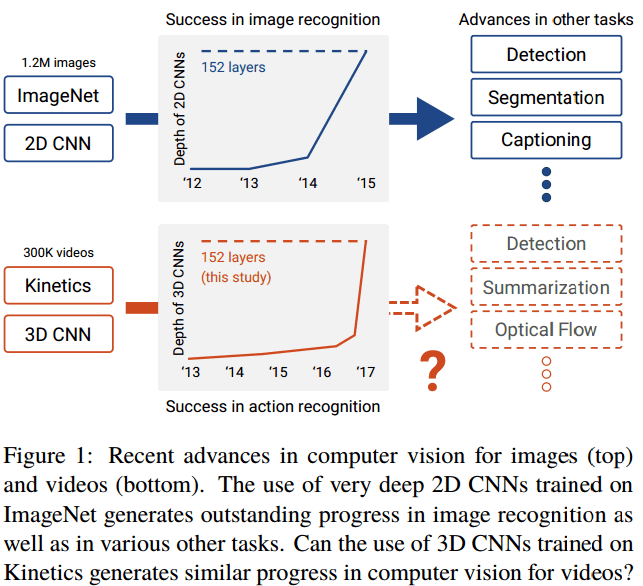 Success in image recognition
Advances in other tasks
1.2M images
ImageNet
2D CNN
Depth of 2D CNNs
152 layers
‘12 ‘13 ‘14 ‘15
Detection
Segmentation
Captioning
300K videos
Kinetics
3D CNN
Depth of 3D CNNs
152 layers
(this study)
‘13 ‘14 ‘15 ‘16 ‘17
Success in action recognition
?
Detection
Summarization
Optical Flow
Figure 1: Recent advances in computer vision for images (top)
and videos (bottom). The use of very deep 2D CNNs trained on
ImageNet generates outstanding progress in image recognition as
well as in various other tasks. Can the use of 3D CNNs trained on
Kinetics generates similar progress in computer vision for videos?